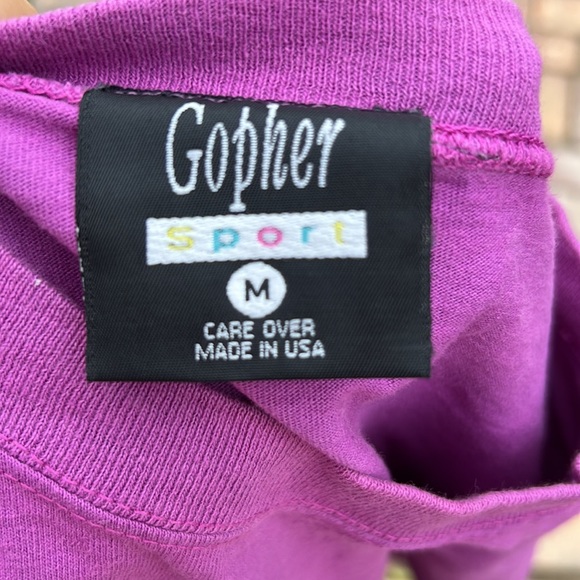 Gopher
Sport
M
CARE OVER
MADE IN USA